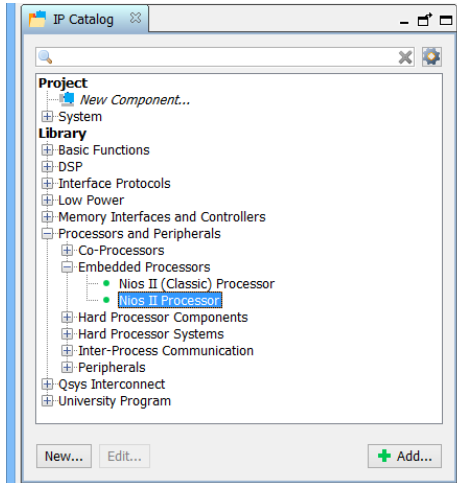 IP Catalog
Project
New Component...
System
Library
Basic Functions
DSP
Interface Protocols
Low Power
Memory Interfaces and Controllers
Processors and Peripherals
Co-Processors
Embedded Processors
Nios II (Classic) Processor
Nios II Processor
Hard Processor Components
Hard Processor Systems
Inter-Process Communication
Peripherals
Qsys Interconnect
University Program
New... Edit... Add...